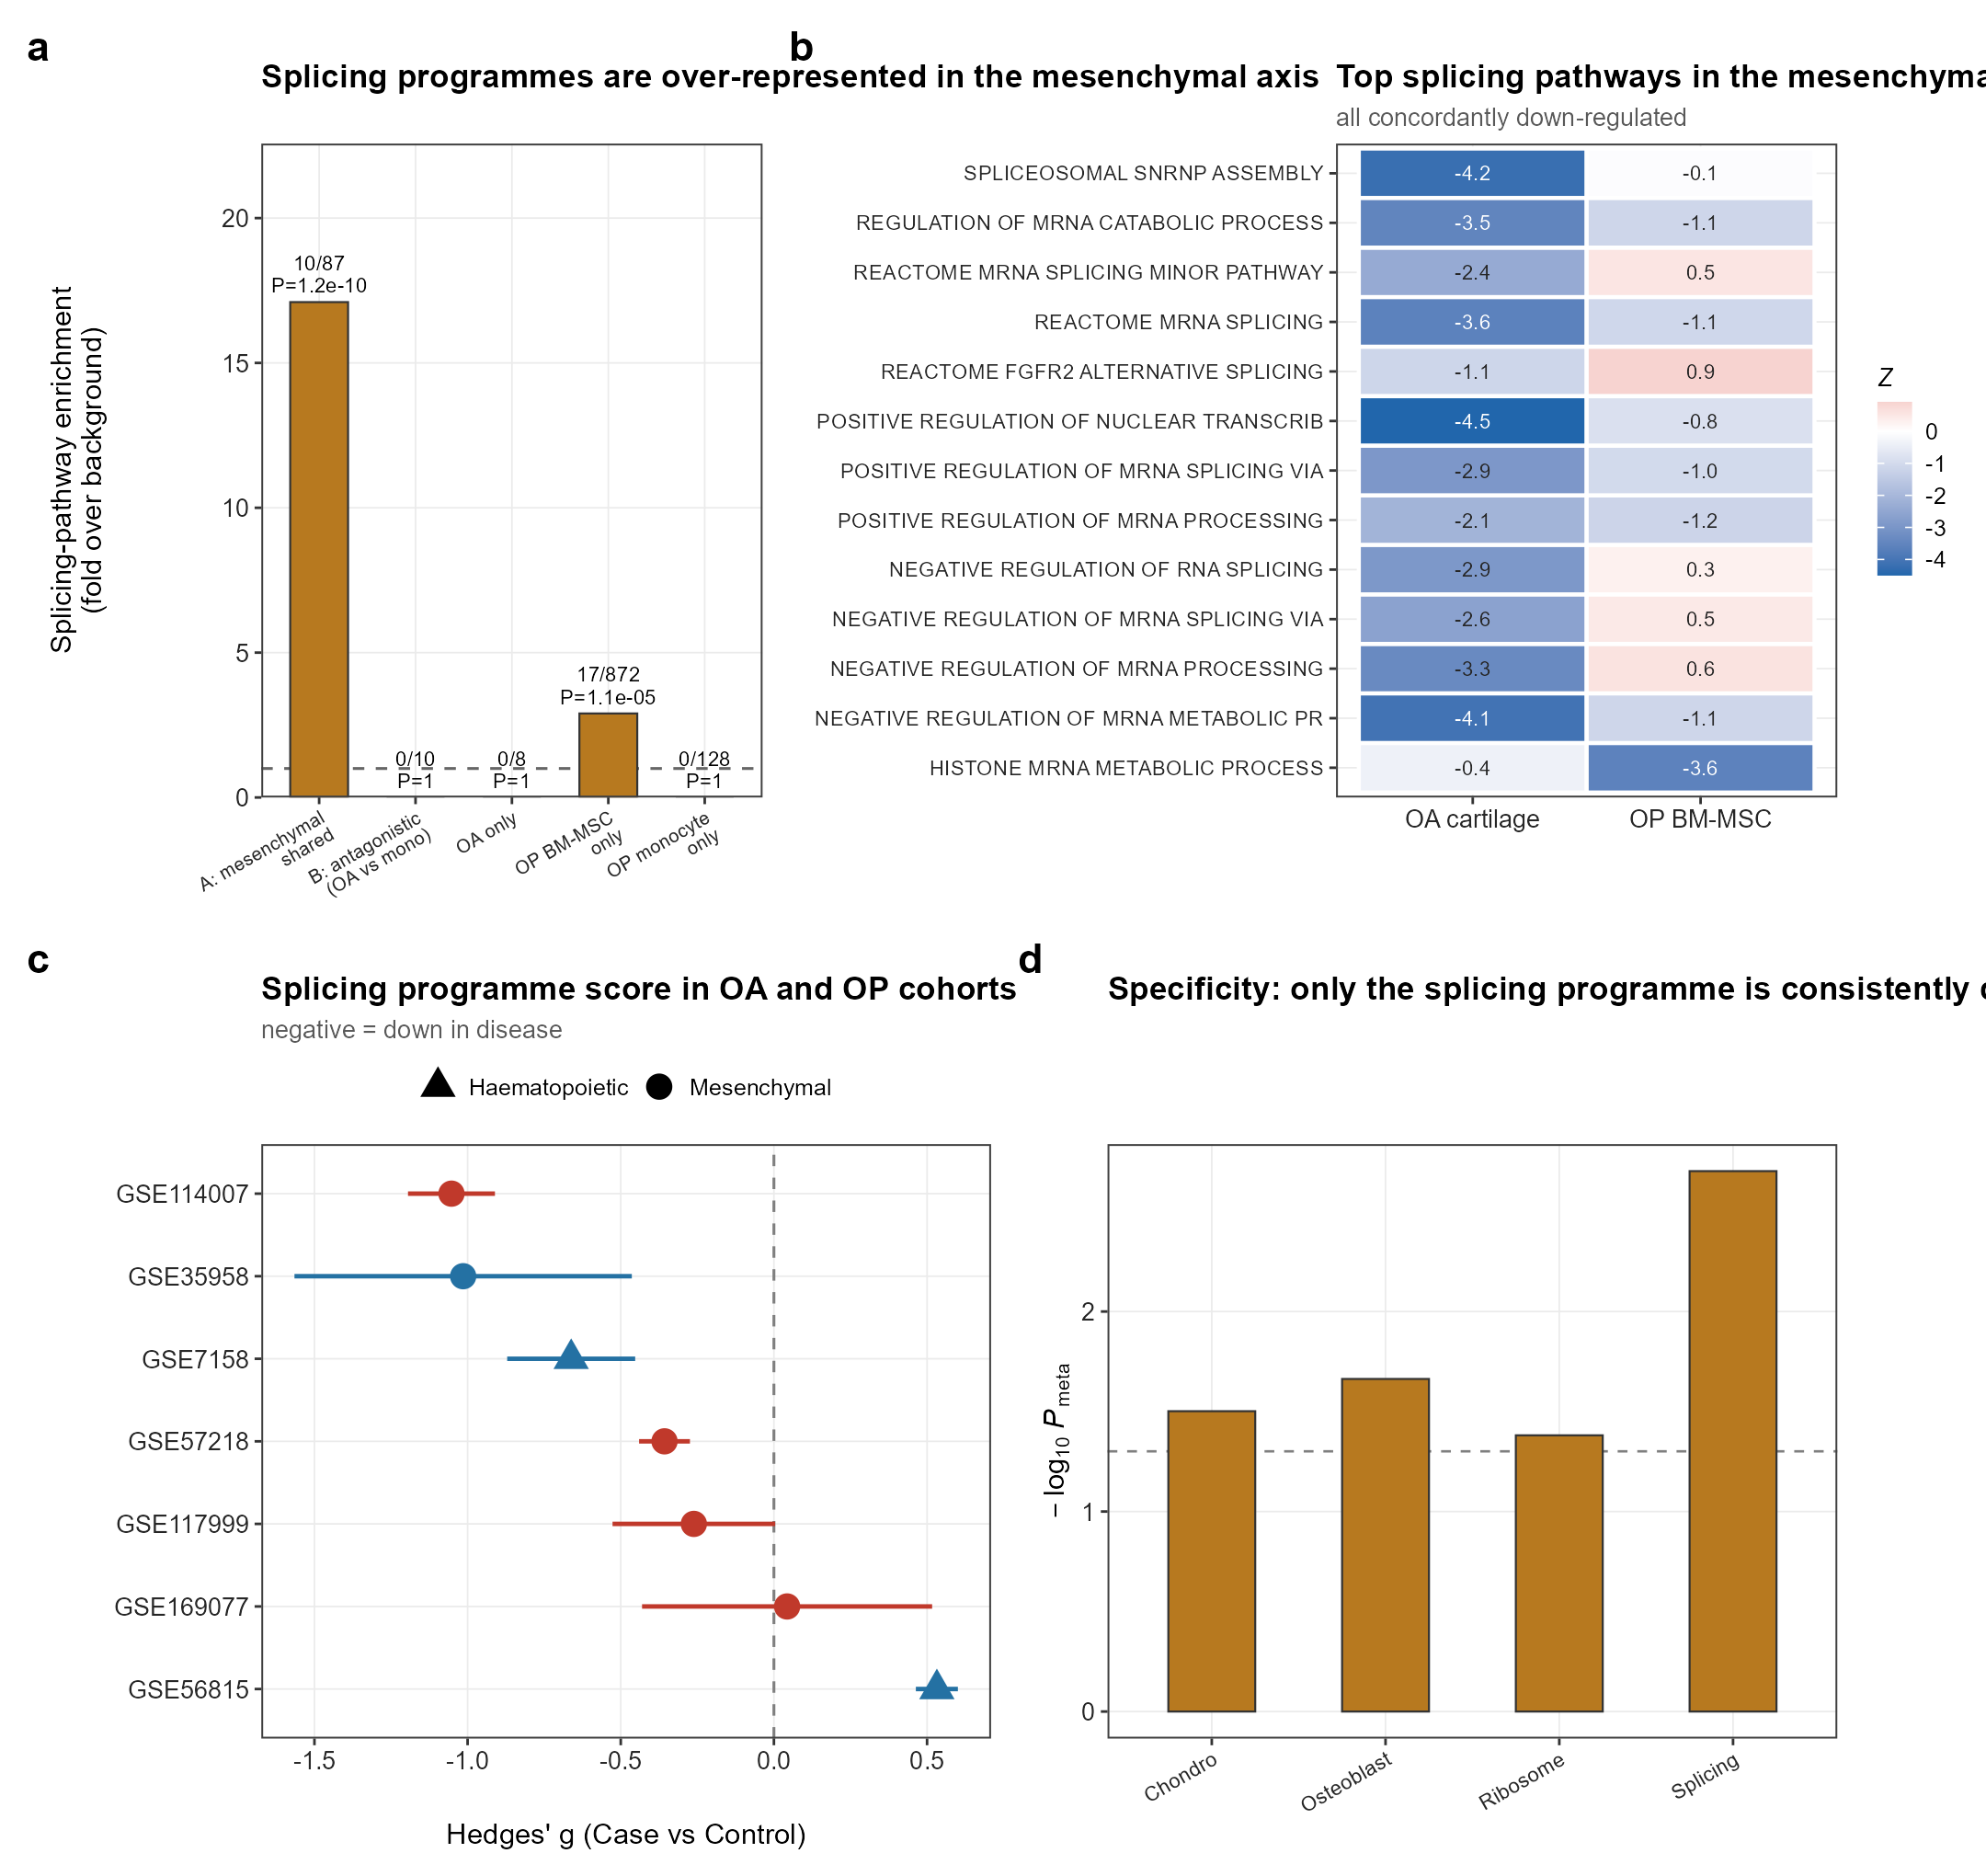 a
Splicing programmes are over-represented in the mesenchymal axis
Splicing-pathway enrichment
(fold over background)
20
15
10
5
0
10/87
P=1.2e-10
0/10
P=1
0/8
P=1
17/872
P=1.1e-05
0/128
P=1
A: mesenchymal
shared
B: antagonistic
(OA vs mono)
OA only
OP BM-MSC
only
OP monocyte
only
b
Top splicing pathways in the mesenchyma
all concordantly down-regulated
SPLICEOSOMAL SNRNP ASSEMBLY -4.2 -0.1
REGULATION OF MRNA CATABOLIC PROCESS -3.5 -1.1
REACTOME MRNA SPLICING MINOR PATHWAY -2.4 0.5
REACTOME MRNA SPLICING -3.6 -1.1
REACTOME FGFR2 ALTERNATIVE SPLICING -1.1 0.9
POSITIVE REGULATION OF NUCLEAR TRANSCRIB -4.5 -0.8
POSITIVE REGULATION OF MRNA SPLICING VIA -2.9 -1.0
POSITIVE REGULATION OF MRNA PROCESSING -2.1 -1.2
NEGATIVE REGULATION OF RNA SPLICING -2.9 0.3
NEGATIVE REGULATION OF MRNA SPLICING VIA -2.6 0.5
NEGATIVE REGULATION OF MRNA PROCESSING -3.3 0.6
NEGATIVE REGULATION OF MRNA METABOLIC PR -4.1 -1.1
HISTONE MRNA METABOLIC PROCESS -0.4 -3.6
OA cartilage OP BM-MSC
Z
0
-1
-2
-3
-4
c
Splicing programme score in OA and OP cohorts
negative = down in disease
Haematopoietic Mesenchymal
GSE114007
GSE35958
GSE7158
GSE57218
GSE117999
GSE169077
GSE56815
-1.5 -1.0 -0.5 0.0 0.5
Hedges' g (Case vs Control)
d
Specificity: only the splicing programme is consistently
− log10 Pmeta
2
1
0
Chondro
Osteoblast
Ribosome
Splicing